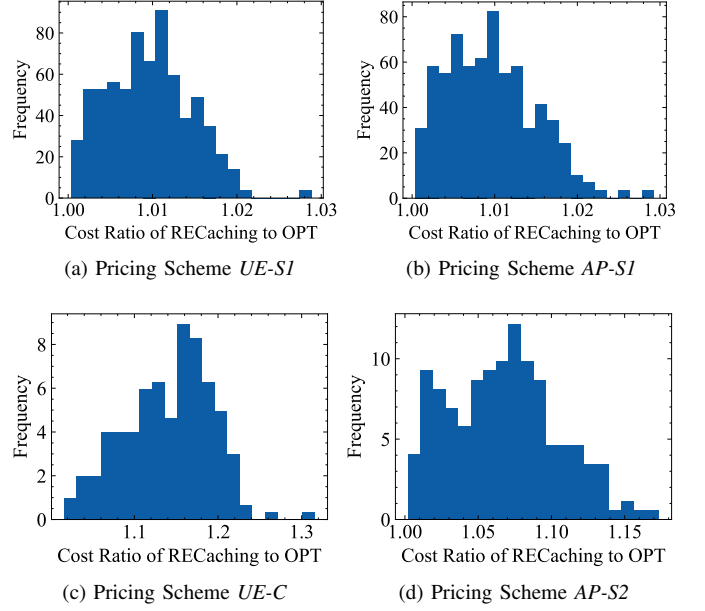 80
60
40
20
0
Frequency
1.00 1.01 1.02 1.03
Cost Ratio of RECaching to OPT
(a) Pricing Scheme UE-S1
80
60
40
20
0
Frequency
1.00 1.01 1.02 1.03
Cost Ratio of RECaching to OPT
(b) Pricing Scheme AP-S1
8
6
4
2
0
Frequency
1.1 1.2 1.3
Cost Ratio of RECaching to OPT
(c) Pricing Scheme UE-C
10
5
0
Frequency
1.00 1.05 1.10 1.15
Cost Ratio of RECaching to OPT
(d) Pricing Scheme AP-S2